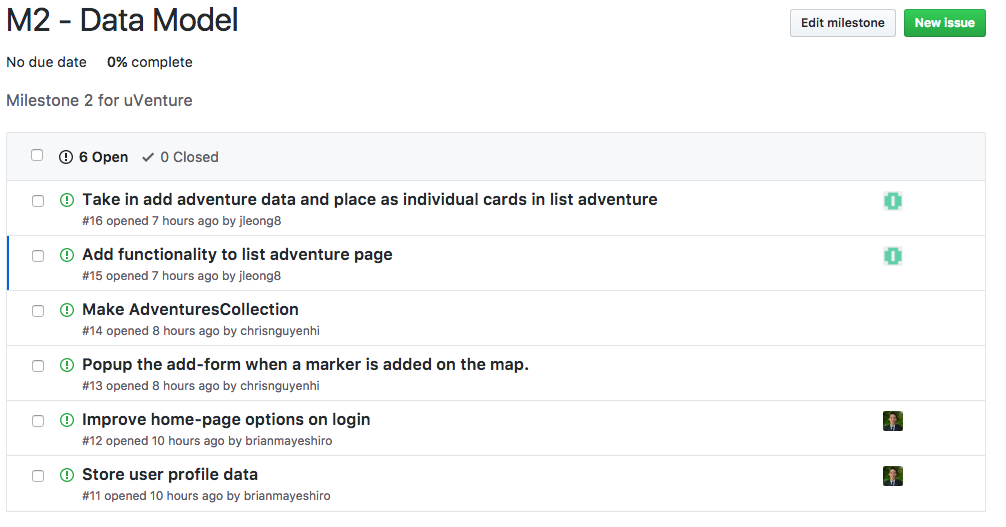 M2 - Data Model
Edit milestone
New issue
No due date 0% complete
Milestone 2 for uVenture
6 Open 0 Closed
Take in add adventure data and place as individual cards in list adventure
#16 opened 7 hours ago by jleong8
Add functionality to list adventure page
#15 opened 7 hours ago by jleong8
Make AdventuresCollection
#14 opened 8 hours ago by chrisnguyenhi
Popup the add-form when a marker is added on the map.
#13 opened 8 hours ago by chrisnguyenhi
Improve home-page options on login
#12 opened 10 hours ago by brianmayeshiro
Store user profile data
#11 opened 10 hours ago by brianmayeshiro